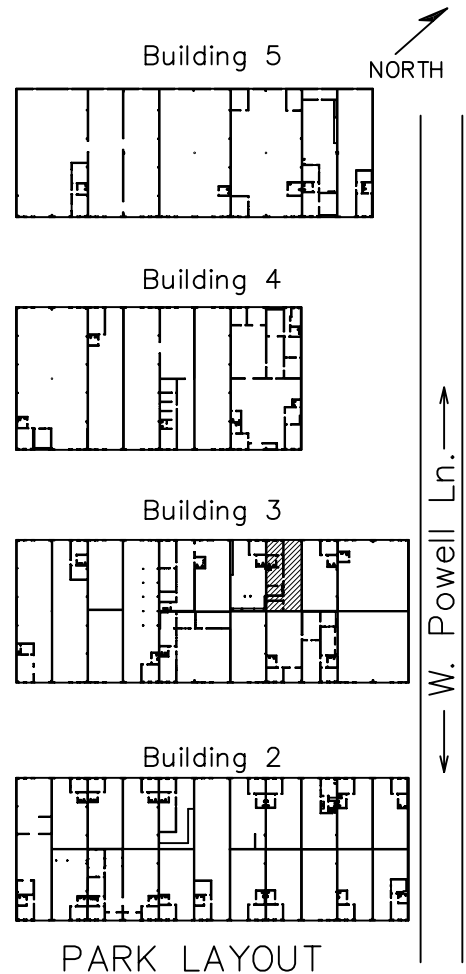 Building 5
NORTH
Building 4
Building 3
W. Powell Ln.
Building 2
PARK LAYOUT